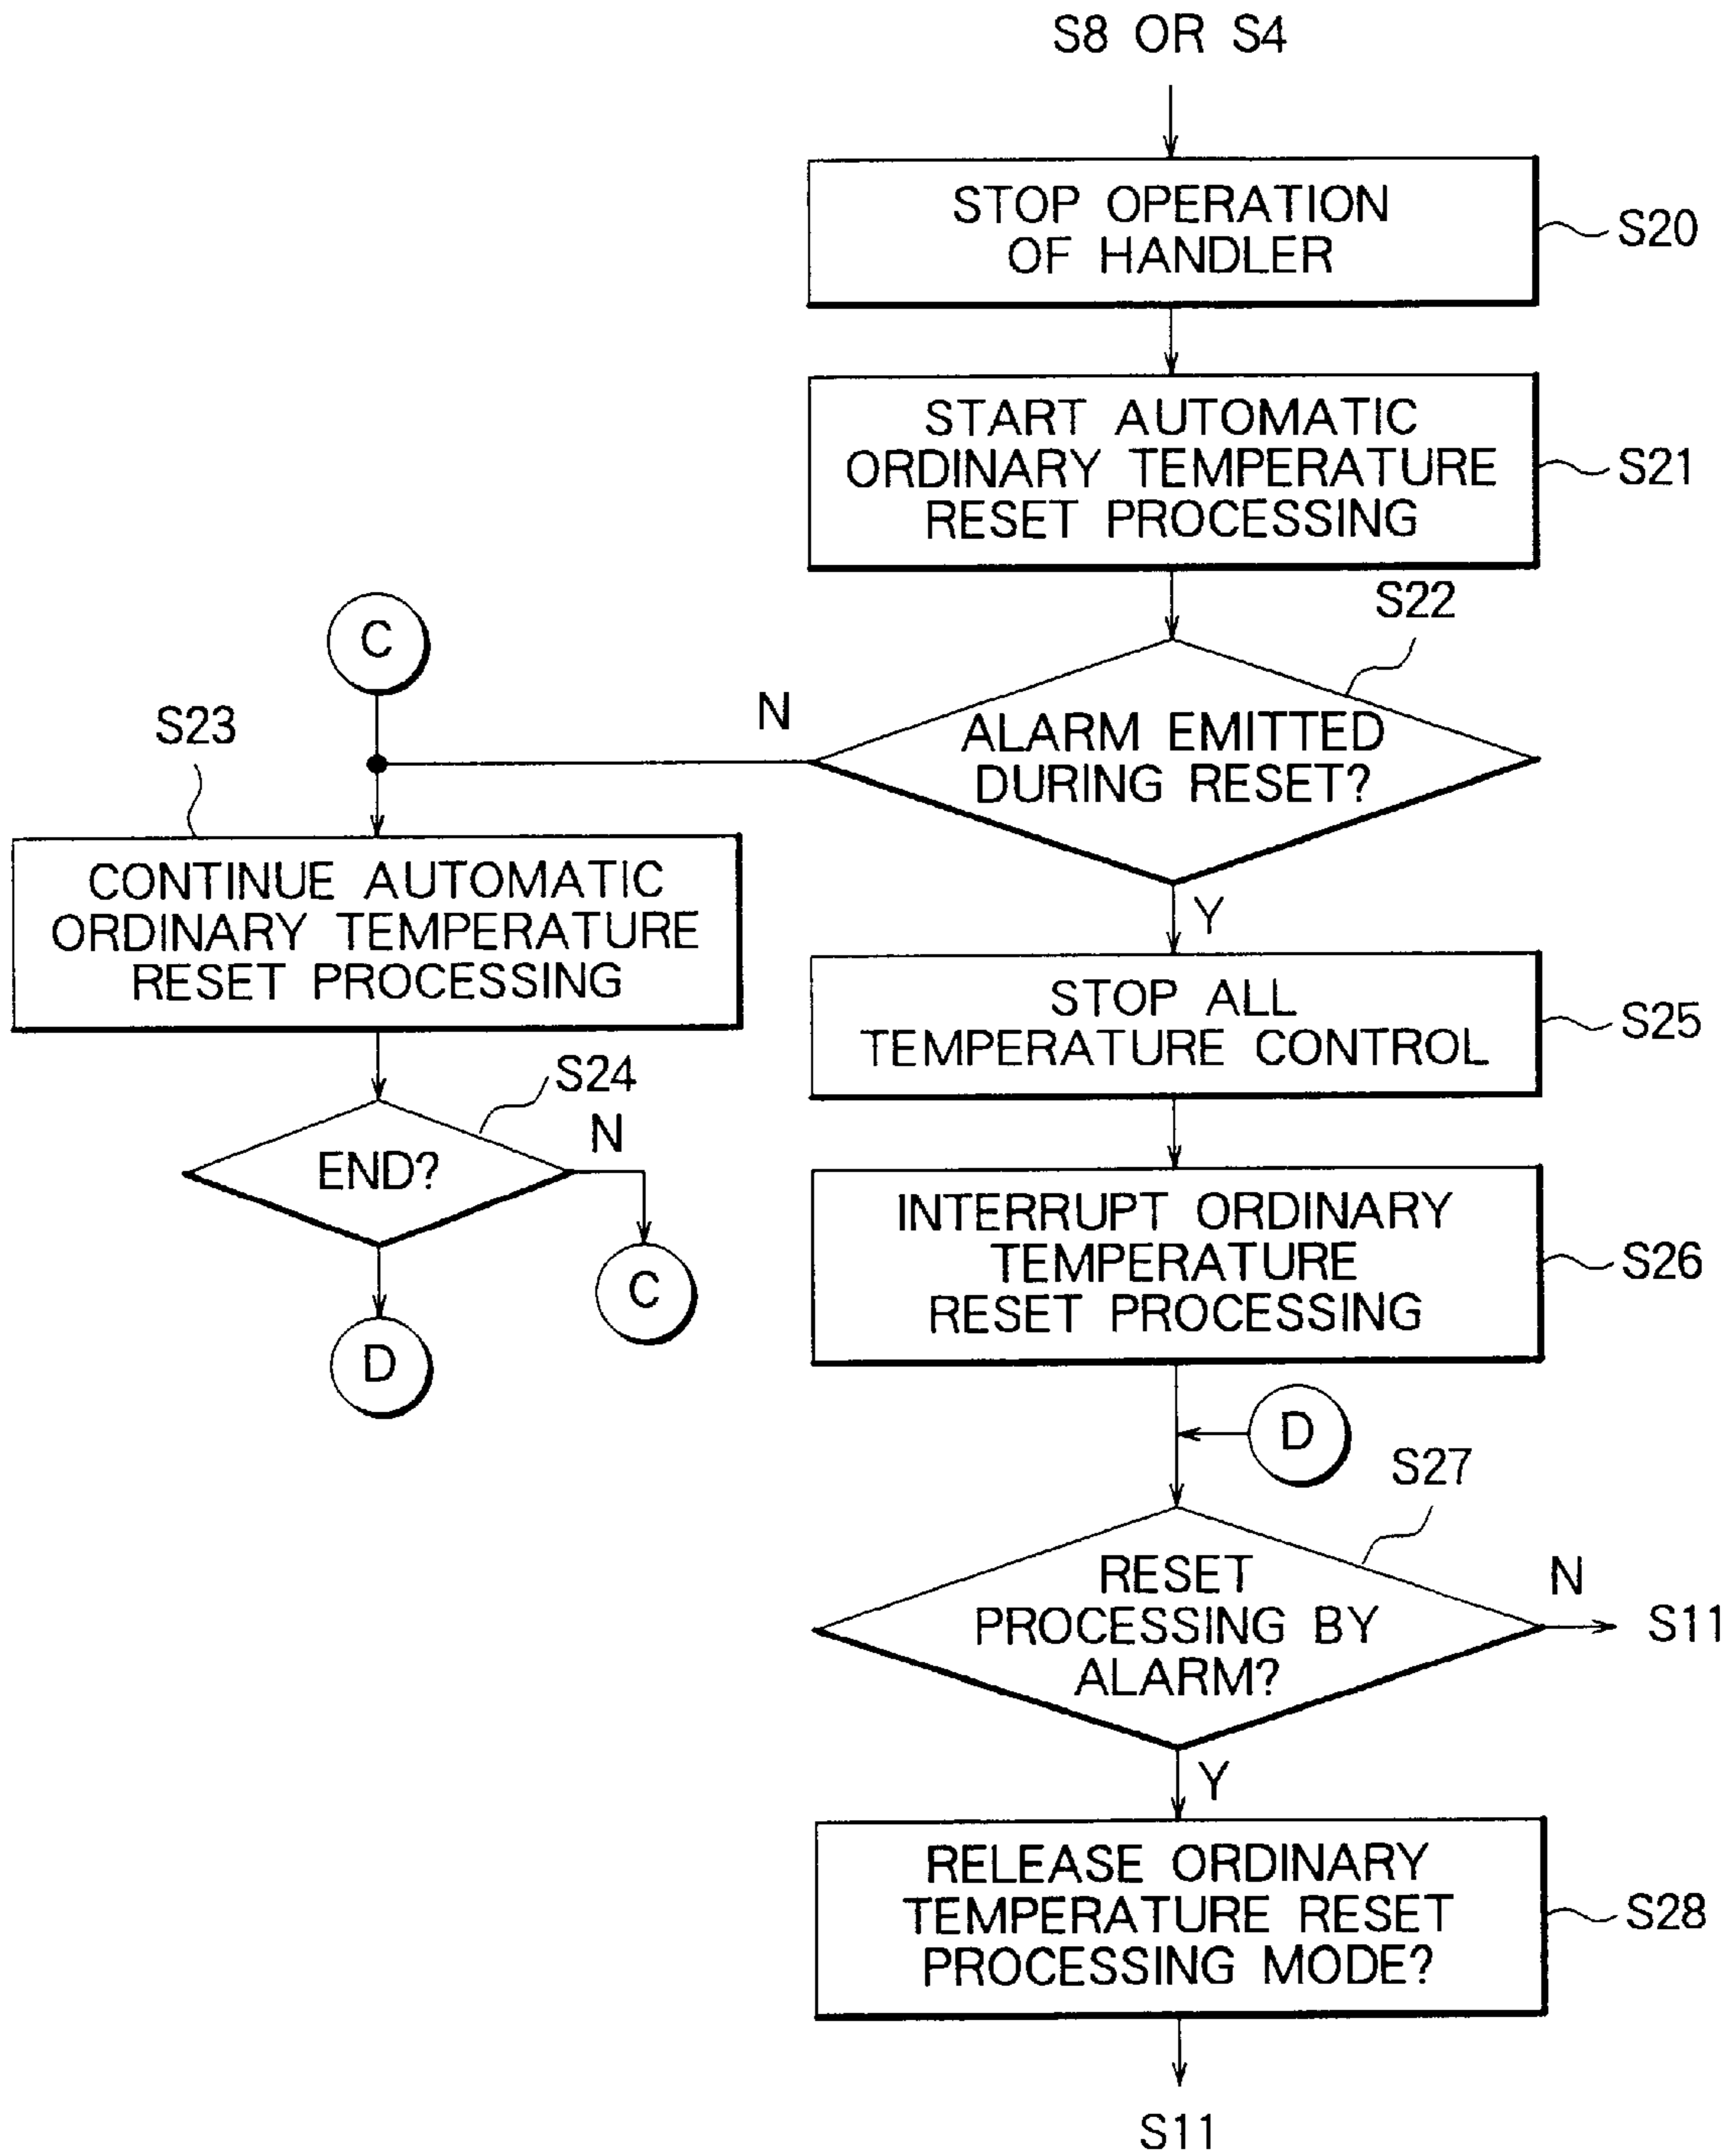 S8 OR S4
STOP OPERATION
OF HANDLER
S20
START AUTOMATIC
ORDINARY TEMPERATURE
RESET PROCESSING
S21
S22
ALARM EMITTED
DURING RESET?
N
Y
C
S23
CONTINUE AUTOMATIC
ORDINARY TEMPERATURE
RESET PROCESSING
S24
END?
N
C
D
STOP ALL
TEMPERATURE CONTROL
S25
INTERRUPT ORDINARY
TEMPERATURE
RESET PROCESSING
S26
D
S27
RESET
PROCESSING BY
ALARM?
N
S11
Y
RELEASE ORDINARY
TEMPERATURE RESET
PROCESSING MODE?
S28
S11